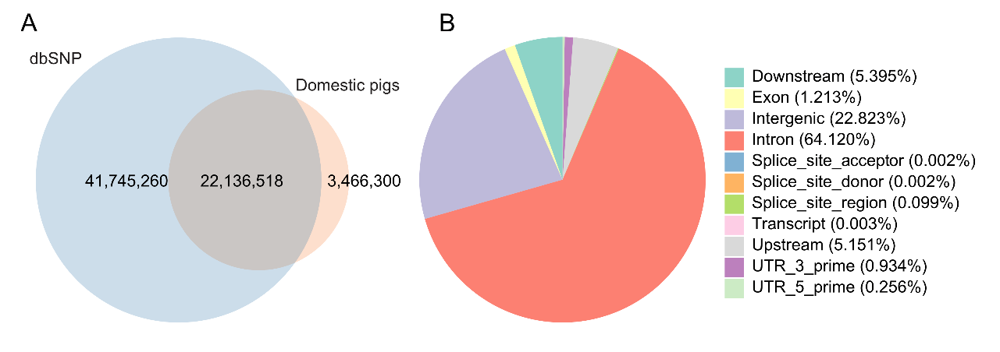 A
dbSNP
Domestic pigs
41,745,260
22,136,518
3,466,300
B
Downstream (5.395%)
Exon (1.213%)
Intergenic (22.823%)
Intron (64.120%)
Splice_site_acceptor (0.002%)
Splice_site_donor (0.002%)
Splice_site_region (0.099%)
Transcript (0.003%)
Upstream (5.151%)
UTR_3_prime (0.934%)
UTR_5_prime (0.256%)